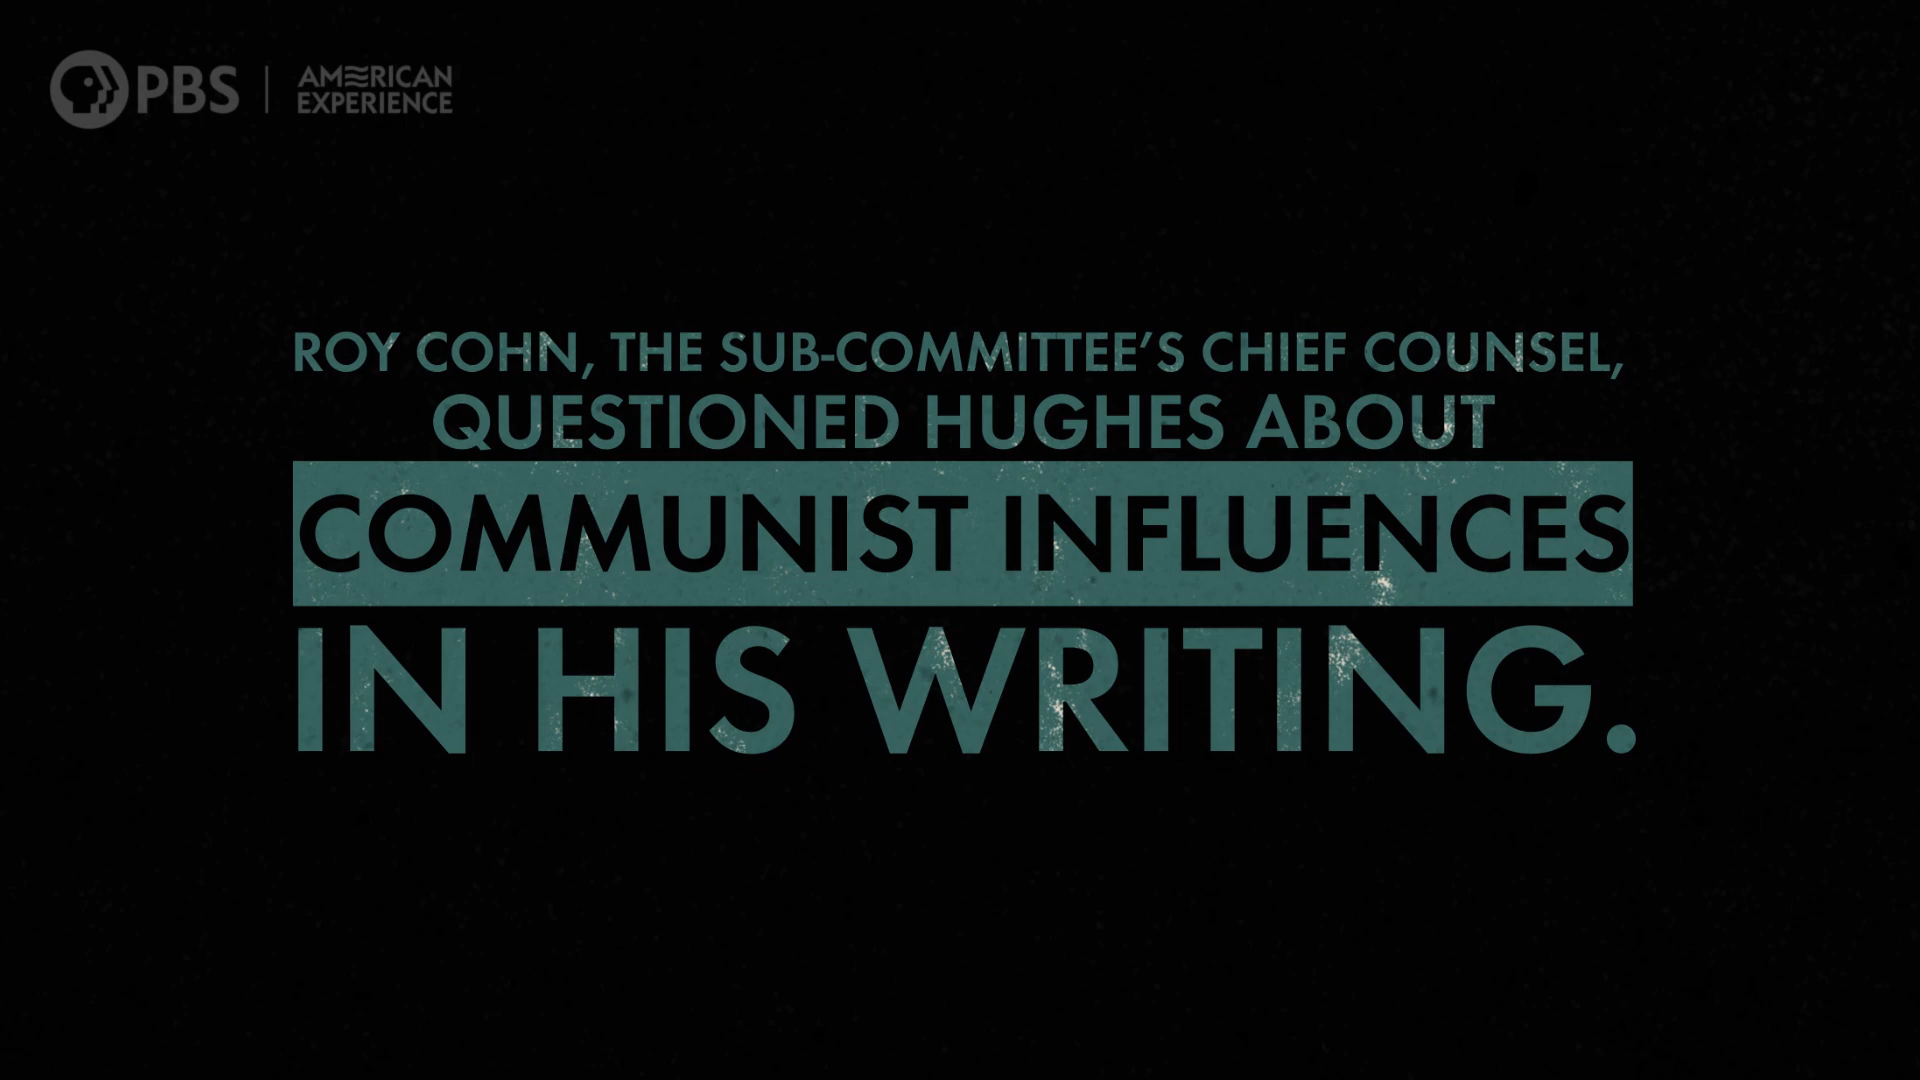 PBS | AMERICAN
EXPERIENCE
ROY COHN, THE SUB-COMMITTEE’S CHIEF COUNSEL,
QUESTIONED HUGHES ABOUT
COMMUNIST INFLUENCES
IN HIS WRITING.